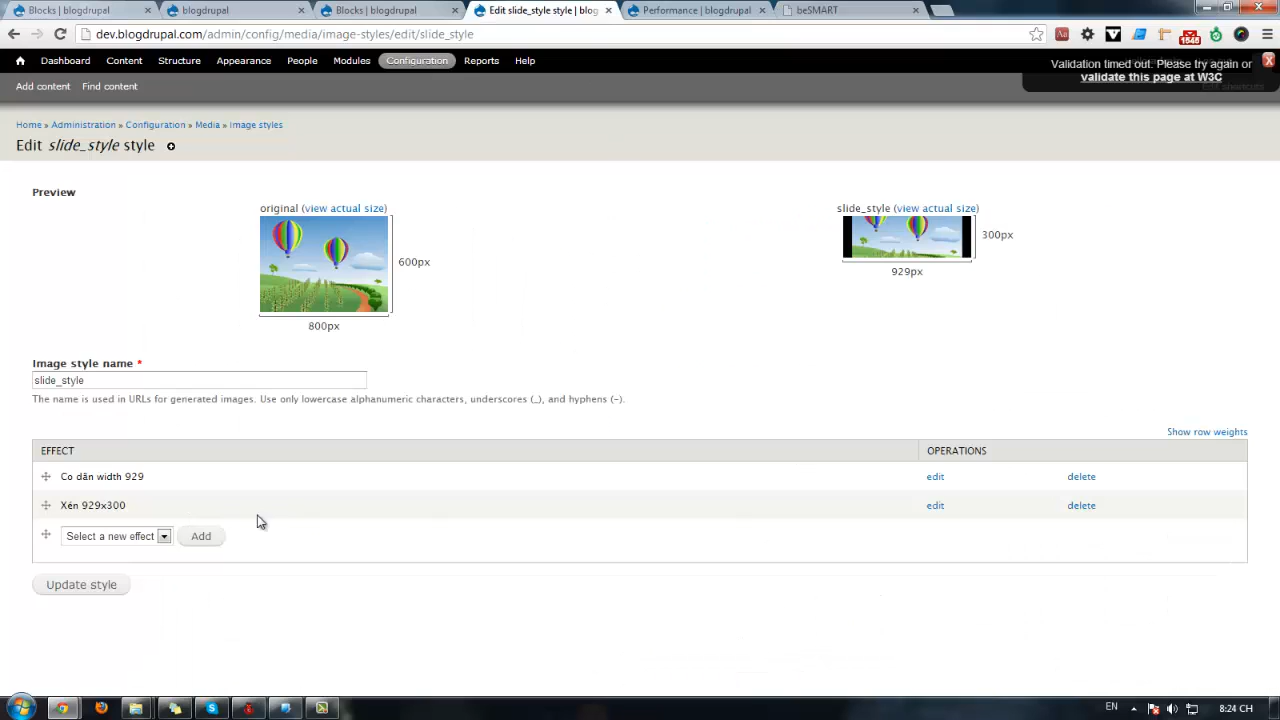 Blocks | blogdrupal
blogdrupal
Blocks | blogdrupal
Edit slide_style style | blog
Performance | blogdrupal
beSMART
dev.blogdrupal.com/admin/config/media/image-styles/edit/slide_style
1545
Dashboard Content Structure Appearance People Modules Configuration Reports Help
Validation timed out. Please try again or
validate this page at W3C
Add content Find content
Edit shortcuts
Home » Administration » Configuration » Media » Image styles
Edit slide_style style
Preview
original (view actual size)
slide_style (view actual size)
300px
600px
929px
800px
Image style name *
slide_style
The name is used in URLs for generated images. Use only lowercase alphanumeric characters, underscores (_), and hyphens (-).
Show row weights
EFFECT OPERATIONS
Co dãn width 929 edit delete
Xén 929x300 edit delete
Select a new effect Add
Update style
EN
8:24 CH